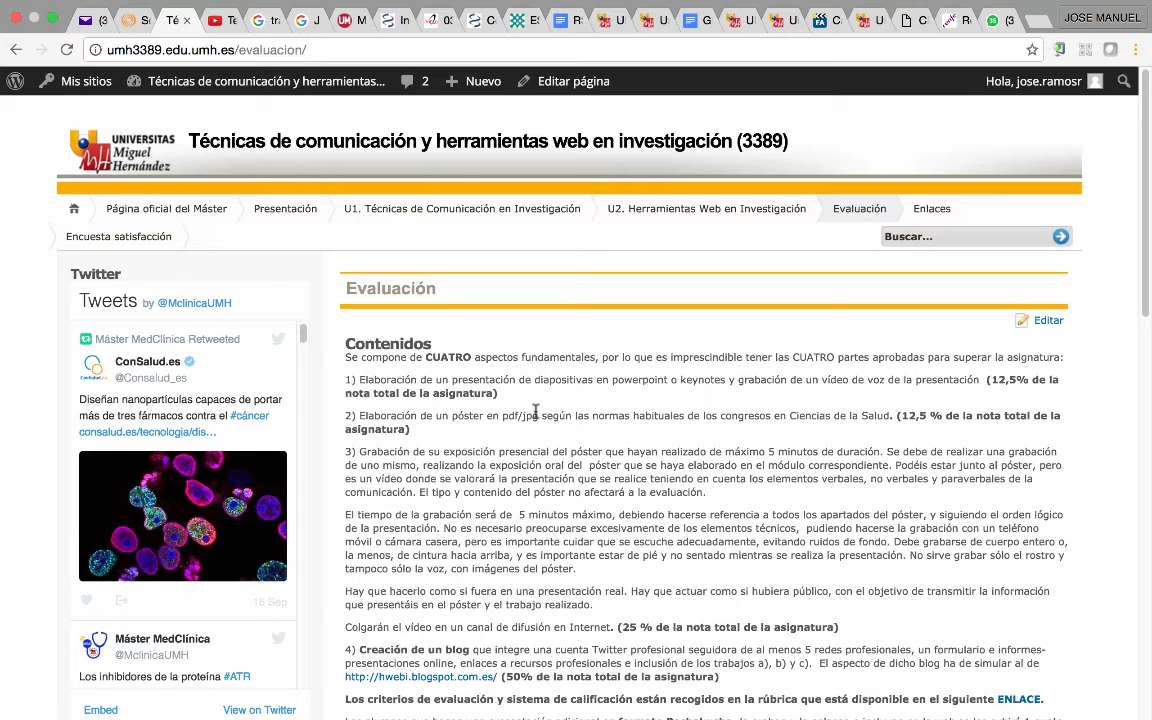 JOSE MANUEL
umh3389.edu.umh.es/evaluacion/
Mis sitios
Técnicas de comunicación y herramientas...
2
Nuevo
Editar página
Hola, jose.ramosr
UNIVERSITAS
Miguel
Hernández
Técnicas de comunicación y herramientas web en investigación (3389)
Página oficial del Máster
Presentación
U1. Técnicas de Comunicación en Investigación
U2. Herramientas Web en Investigación
Evaluación
Enlaces
Encuesta satisfacción
Buscar...
Twitter
Tweets by @MclinicaUMH
Máster MedClínica Retweeted
ConSalud.es
@Consalud_es
Diseñan nanopartículas capaces de portar
más de tres fármacos contra el #cáncer
consalud.es/tecnologia/dis...
16 Sep
Máster MedClínica
@MclinicaUMH
Los inhibidores de la proteína #ATR
Embed
View on Twitter
Evaluación
Editar
Contenidos
Se compone de CUATRO aspectos fundamentales, por lo que es imprescindible tener las CUATRO partes aprobadas para superar la asignatura:
1) Elaboración de un presentación de diapositivas en powerpoint o keynotes y grabación de un vídeo de voz de la presentación (12,5% de la
nota total de la asignatura)
2) Elaboración de un póster en pdf/jpg según las normas habituales de los congresos en Ciencias de la Salud. (12,5 % de la nota total de la
asignatura)
3) Grabación de su exposición presencial del póster que hayan realizado de máximo 5 minutos de duración. Se debe de realizar una grabación
de uno mismo, realizando la exposición oral del póster que se haya elaborado en el módulo correspondiente. Podéis estar junto al póster, pero
es un vídeo donde se valorará la presentación que se realice teniendo en cuenta los elementos verbales, no verbales y paraverbales de la
comunicación. El tipo y contenido del póster no afectará a la evaluación.
El tiempo de la grabación será de 5 minutos máximo, debiendo hacerse referencia a todos los apartados del póster, y siguiendo el orden lógico
de la presentación. No es necesario preocuparse excesivamente de los elementos técnicos, pudiendo hacerse la grabación con un teléfono
móvil o cámara casera, pero es importante cuidar que se escuche adecuadamente, evitando ruidos de fondo. Debe grabarse de cuerpo entero o,
la menos, de cintura hacia arriba, y es importante estar de pié y no sentado mientras se realiza la presentación. No sirve grabar sólo el rostro y
tampoco sólo la voz, con imágenes del póster.
Hay que hacerlo como si fuera en una presentación real. Hay que actuar como si hubiera público, con el objetivo de transmitir la información
que presentáis en el póster y el trabajo realizado.
Colgarán el vídeo en un canal de difusión en Internet. (25 % de la nota total de la asignatura)
4) Creación de un blog que integre una cuenta Twitter profesional seguidora de al menos 5 redes profesionales, un formulario e informes-
presentaciones online, enlaces a recursos profesionales e inclusión de los trabajos a), b) y c). El aspecto de dicho blog ha de simular al de
http://hwebi.blogspot.com.es/ (50% de la nota total de la asignatura)
Los criterios de evaluación y sistema de calificación están recogidos en la rúbrica que está disponible en el siguiente ENLACE.